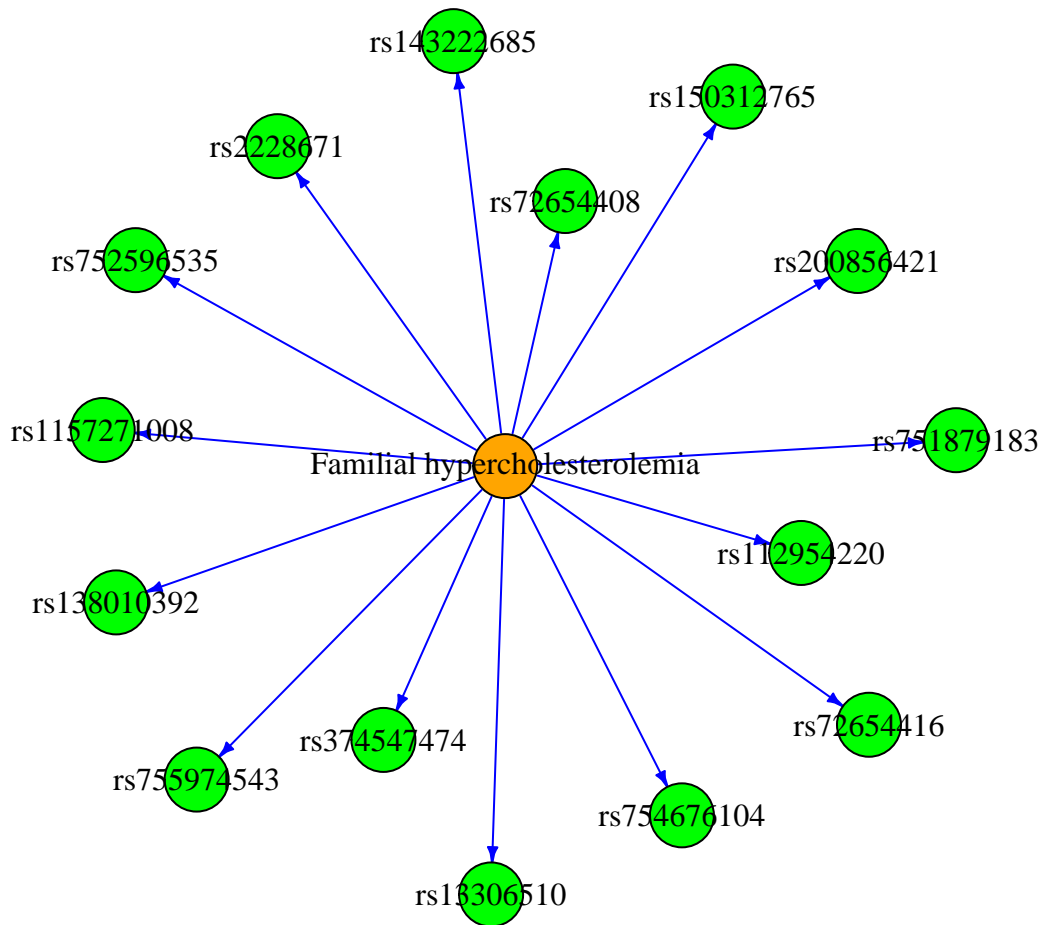 rs143222685
rs150312765
rs2228671
rs72654408
rs752596535
rs200856421
rs1157271008
rs751879183
Familial hypercholesterolemia
rs112954220
rs138010392
rs72654416
rs374547474
rs755974543
rs754676104
rs13306510